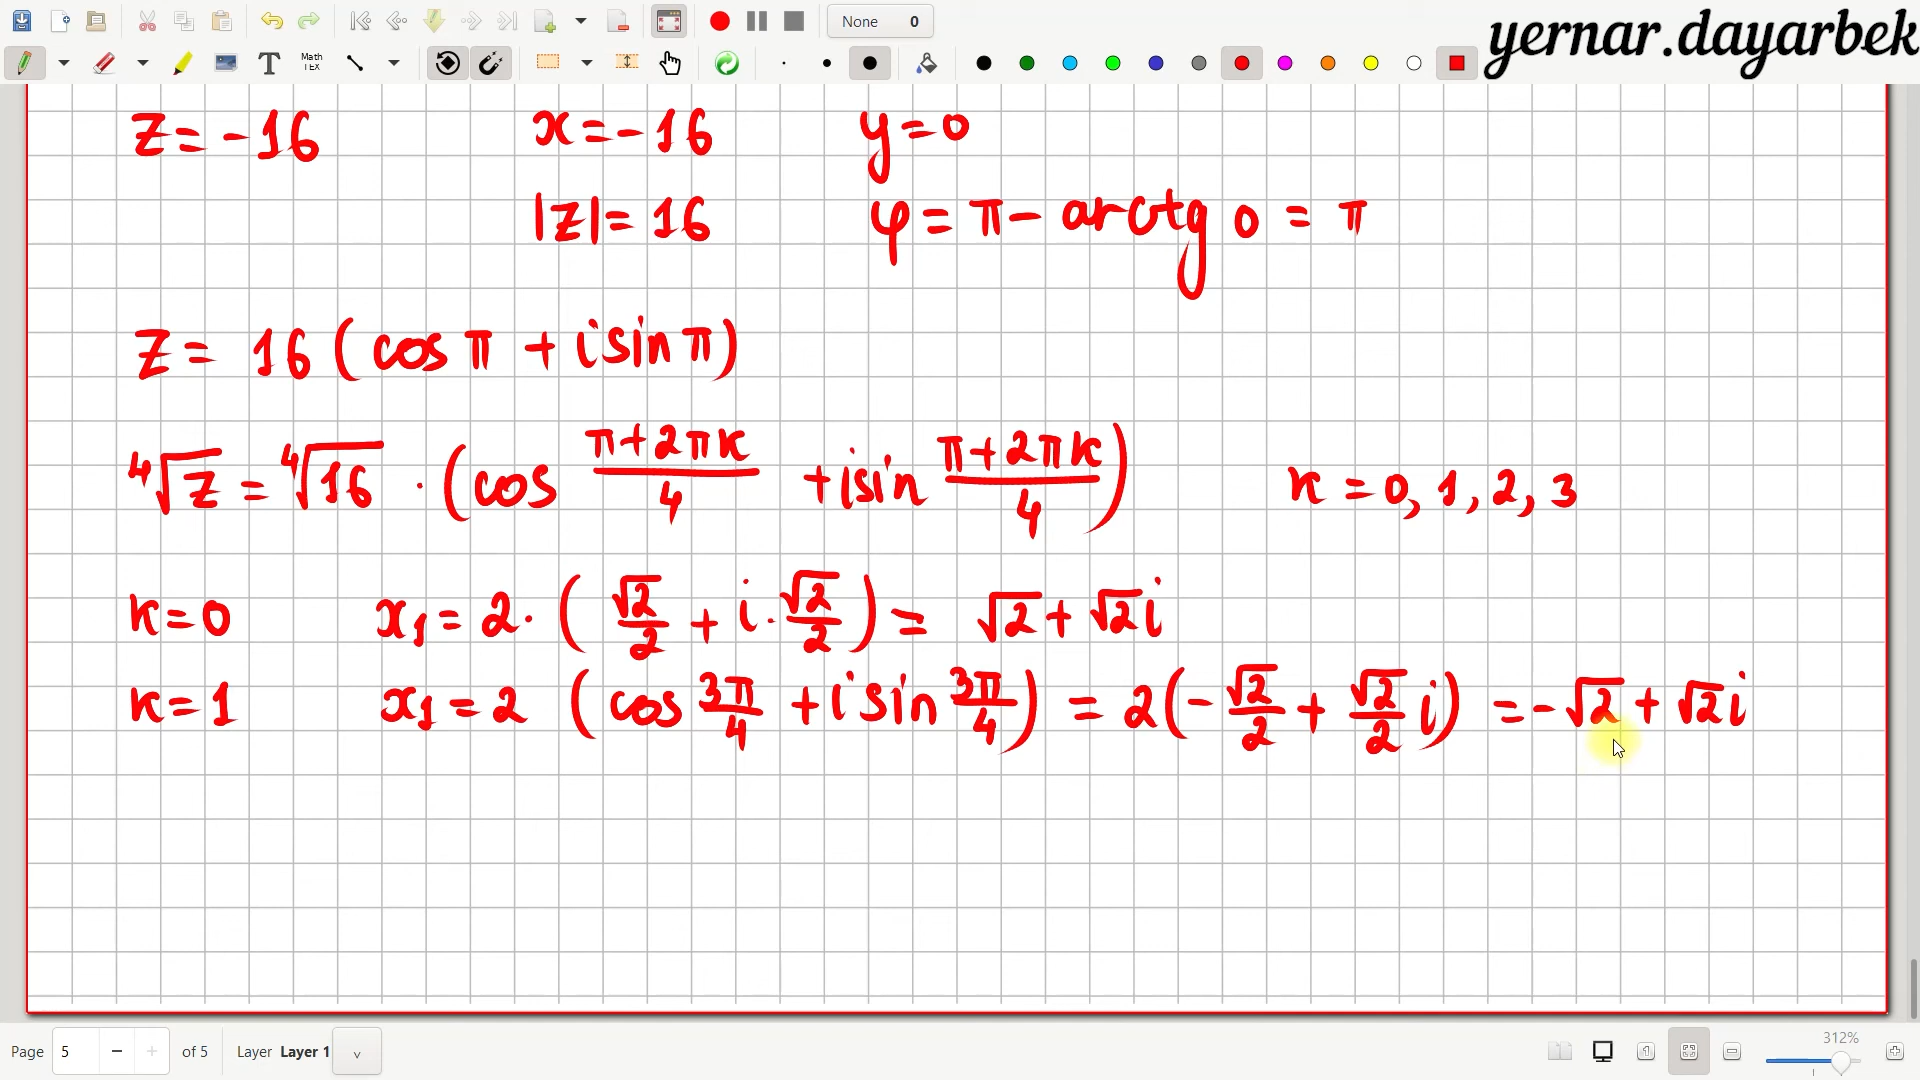 None 0
yernar.dayarbek
Math TEX
z = -16 x = -16 y = 0
|z| = 16 φ = π - arctg 0 = π
z = 16 (cos π + i sin π)
⁴√z = ⁴√16 · (cos (π+2πk)/4 + i sin (π+2πk)/4) k = 0, 1, 2, 3
k=0 x₁ = 2 · (√2/2 + i · √2/2) = √2 + √2 i
k=1 x₁ = 2 (cos 3π/4 + i sin 3π/4) = 2(-√2/2 + √2/2 i) = -√2 + √2 i
312%
Page 5 of 5 Layer Layer 1